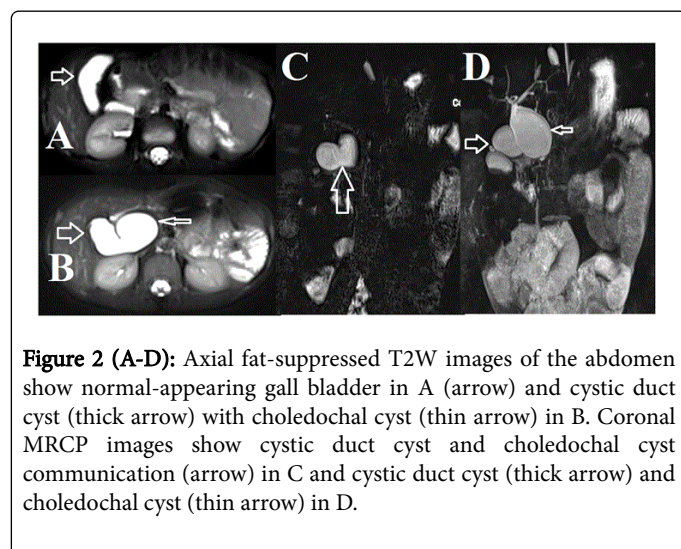 A
B
C
D
Figure 2 (A-D): Axial fat-suppressed T2W images of the abdomen
show normal-appearing gall bladder in A (arrow) and cystic duct
cyst (thick arrow) with choledochal cyst (thin arrow) in B. Coronal
MRCP images show cystic duct cyst and choledochal cyst
communication (arrow) in C and cystic duct cyst (thick arrow) and
choledochal cyst (thin arrow) in D.